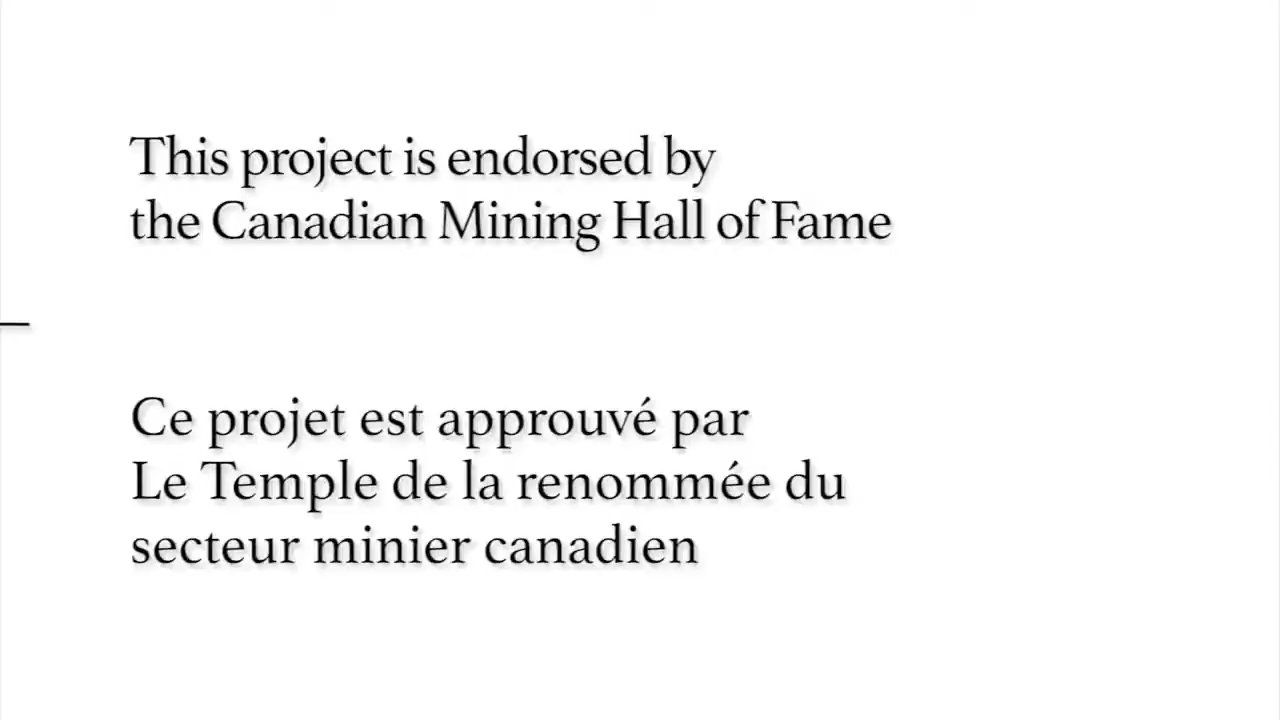 This project is endorsed by
the Canadian Mining Hall of Fame
Ce projet est approuvé par
Le Temple de la renommée du
secteur minier canadien